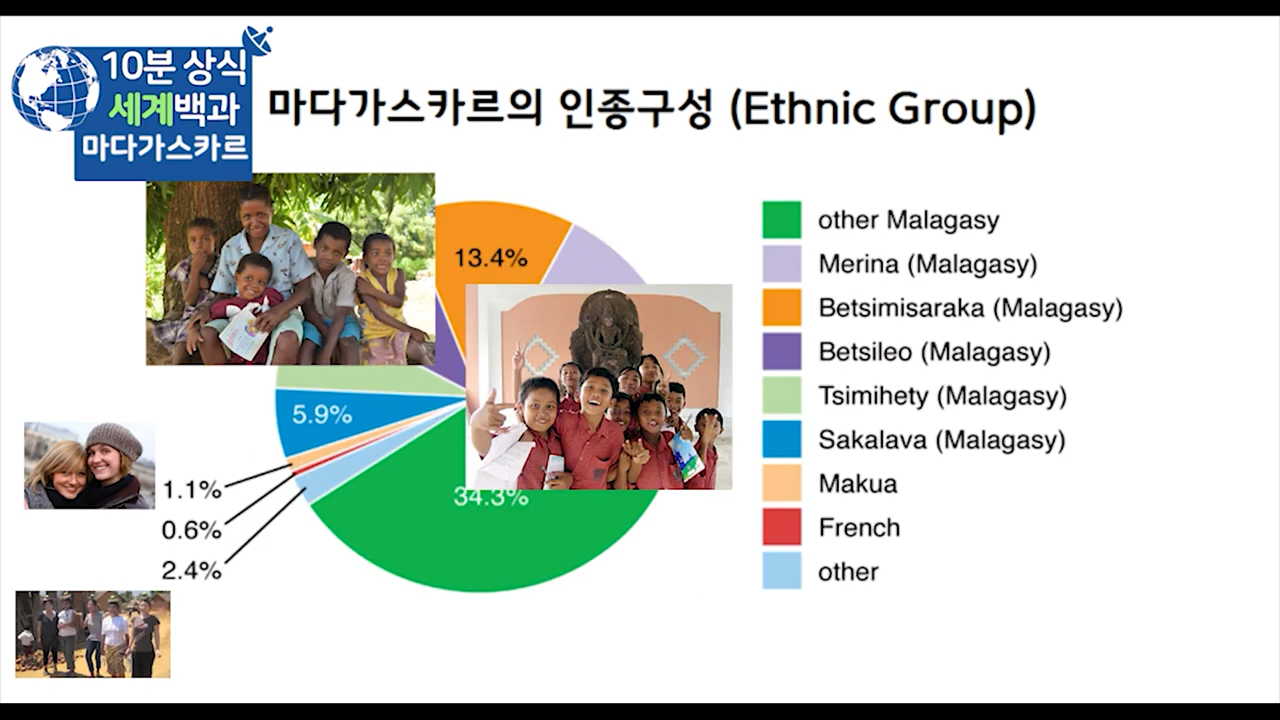 10분 상식
세계백과
마다가스카르
마다가스카르의 인종구성 (Ethnic Group)
13.4%
5.9%
1.1%
0.6%
2.4%
34.3%
other Malagasy
Merina (Malagasy)
Betsimisaraka (Malagasy)
Betsileo (Malagasy)
Tsimihety (Malagasy)
Sakalava (Malagasy)
Makua
French
other